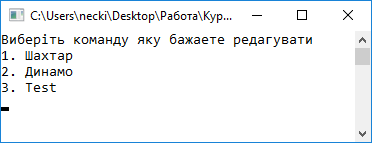 C:\Users\necki\Desktop\Работа\Кур...
Виберіть команду яку бажаете редагувати
1. Шахтар
2. Динамо
3. Test